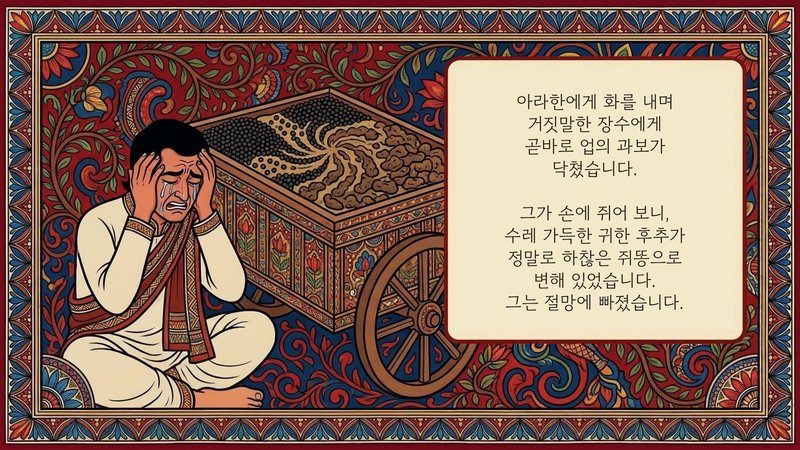 아라한에게 화를 내며
거짓말한 장수에게
곧바로 업의 과보가
닥쳤습니다.
그가 손에 쥐어 보니,
수레 가득한 귀한 후추가
정말로 하찮은 쥐똥으로
변해 있었습니다.
그는 절망에 빠졌습니다.